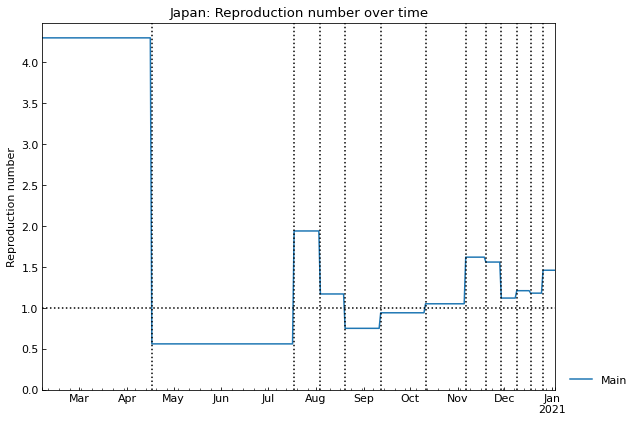 Japan: Reproduction number over time
Reproduction number
4.0
3.5
3.0
2.5
2.0
1.5
1.0
0.5
0.0
Mar Apr May Jun Jul Aug Sep Oct Nov Dec Jan
2021
Main